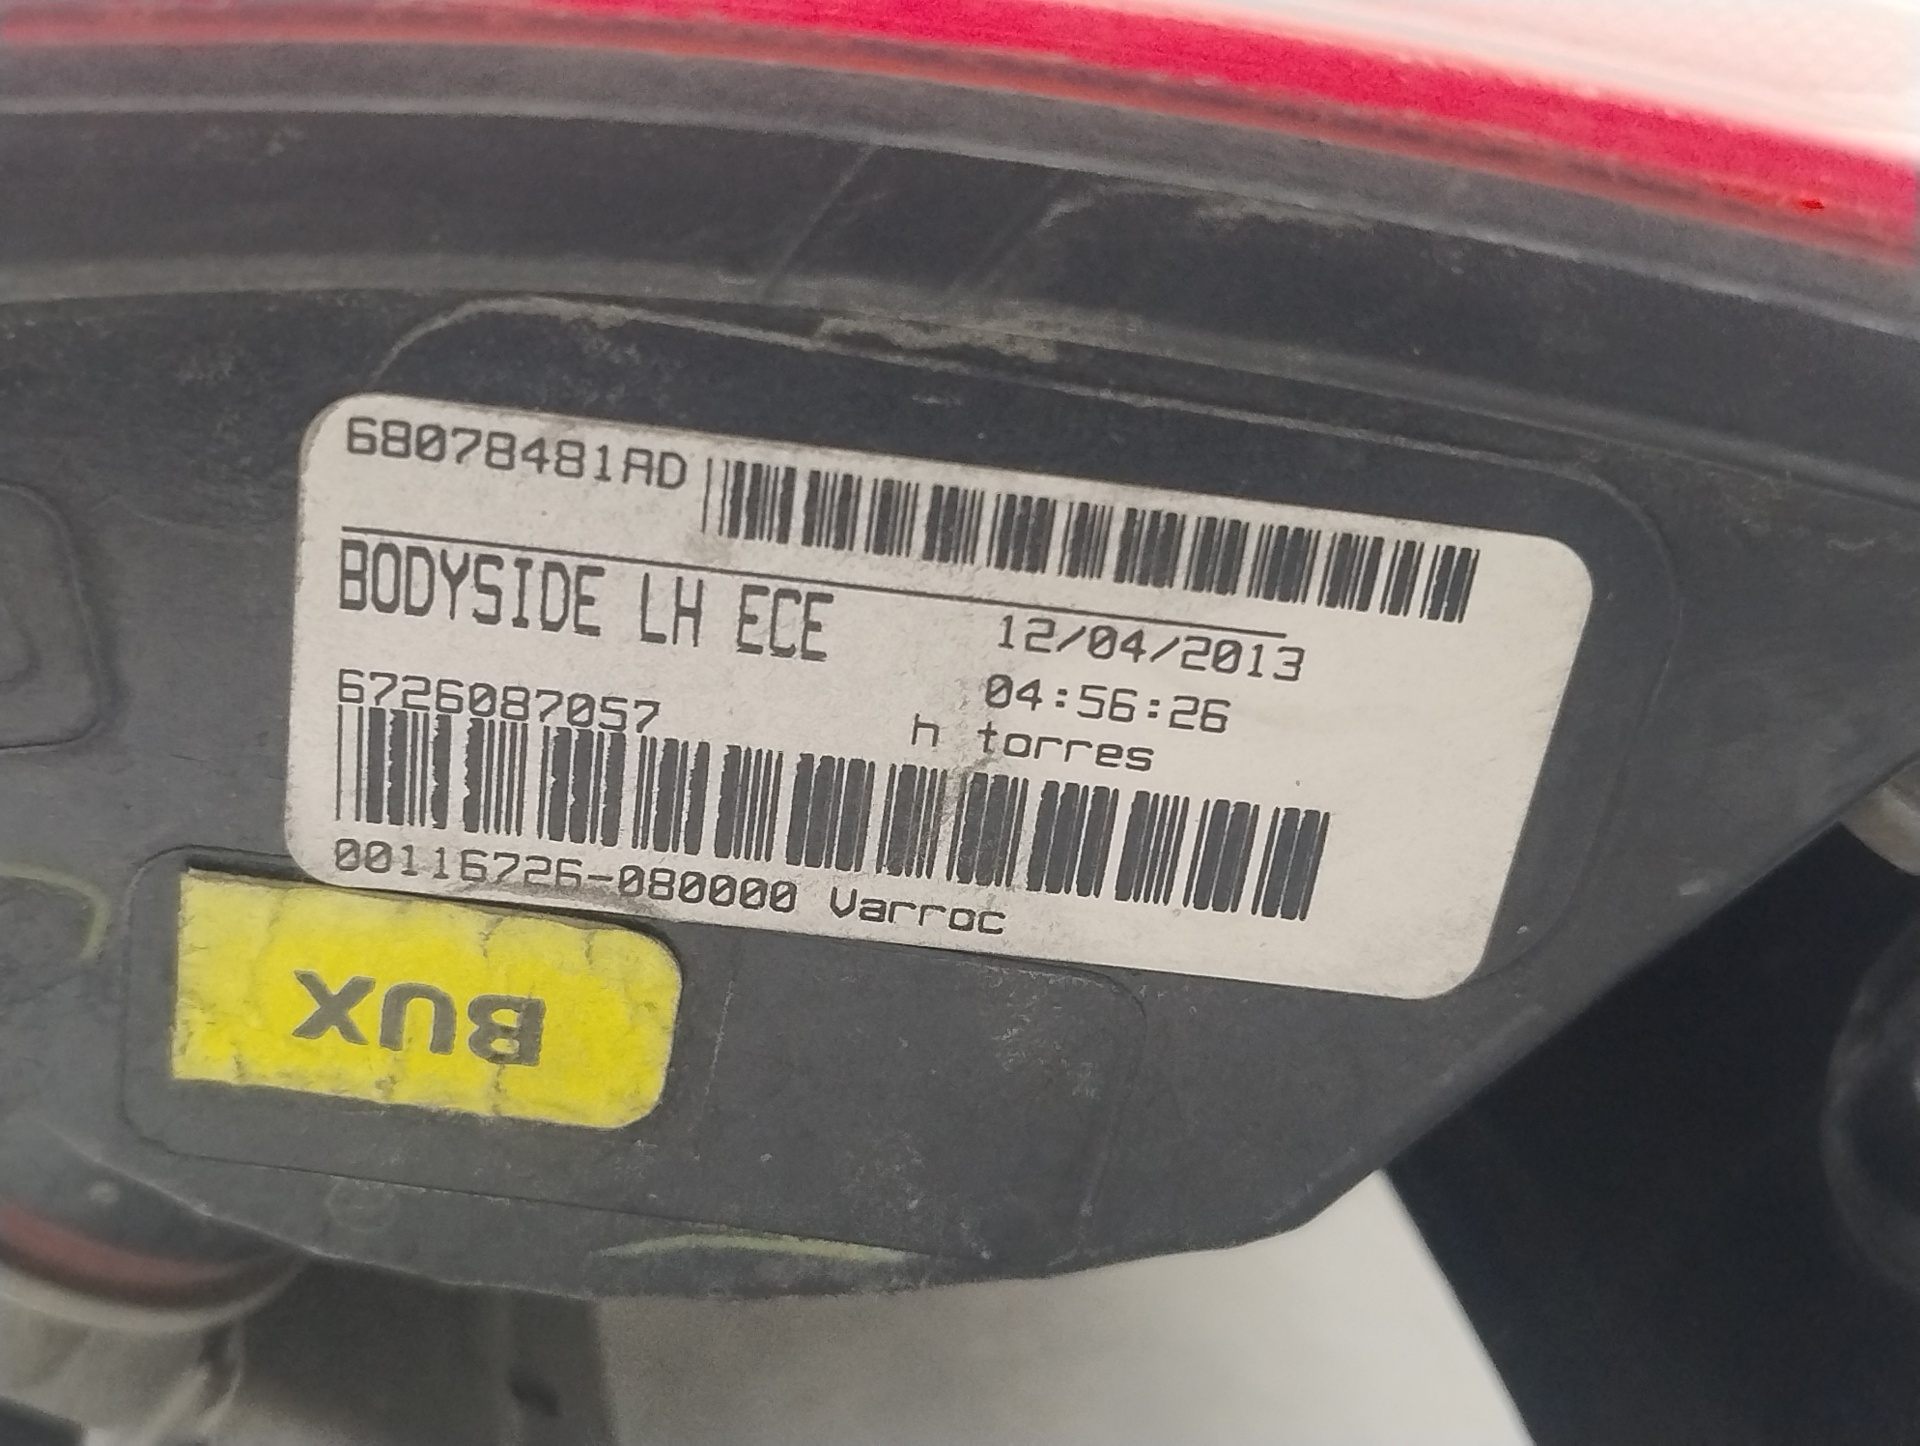 68078481AD
BODYSIDE LH ECE
12/04/2013
04:56:26
6726087057
h torres
00116726-080000 Varroc
BUX